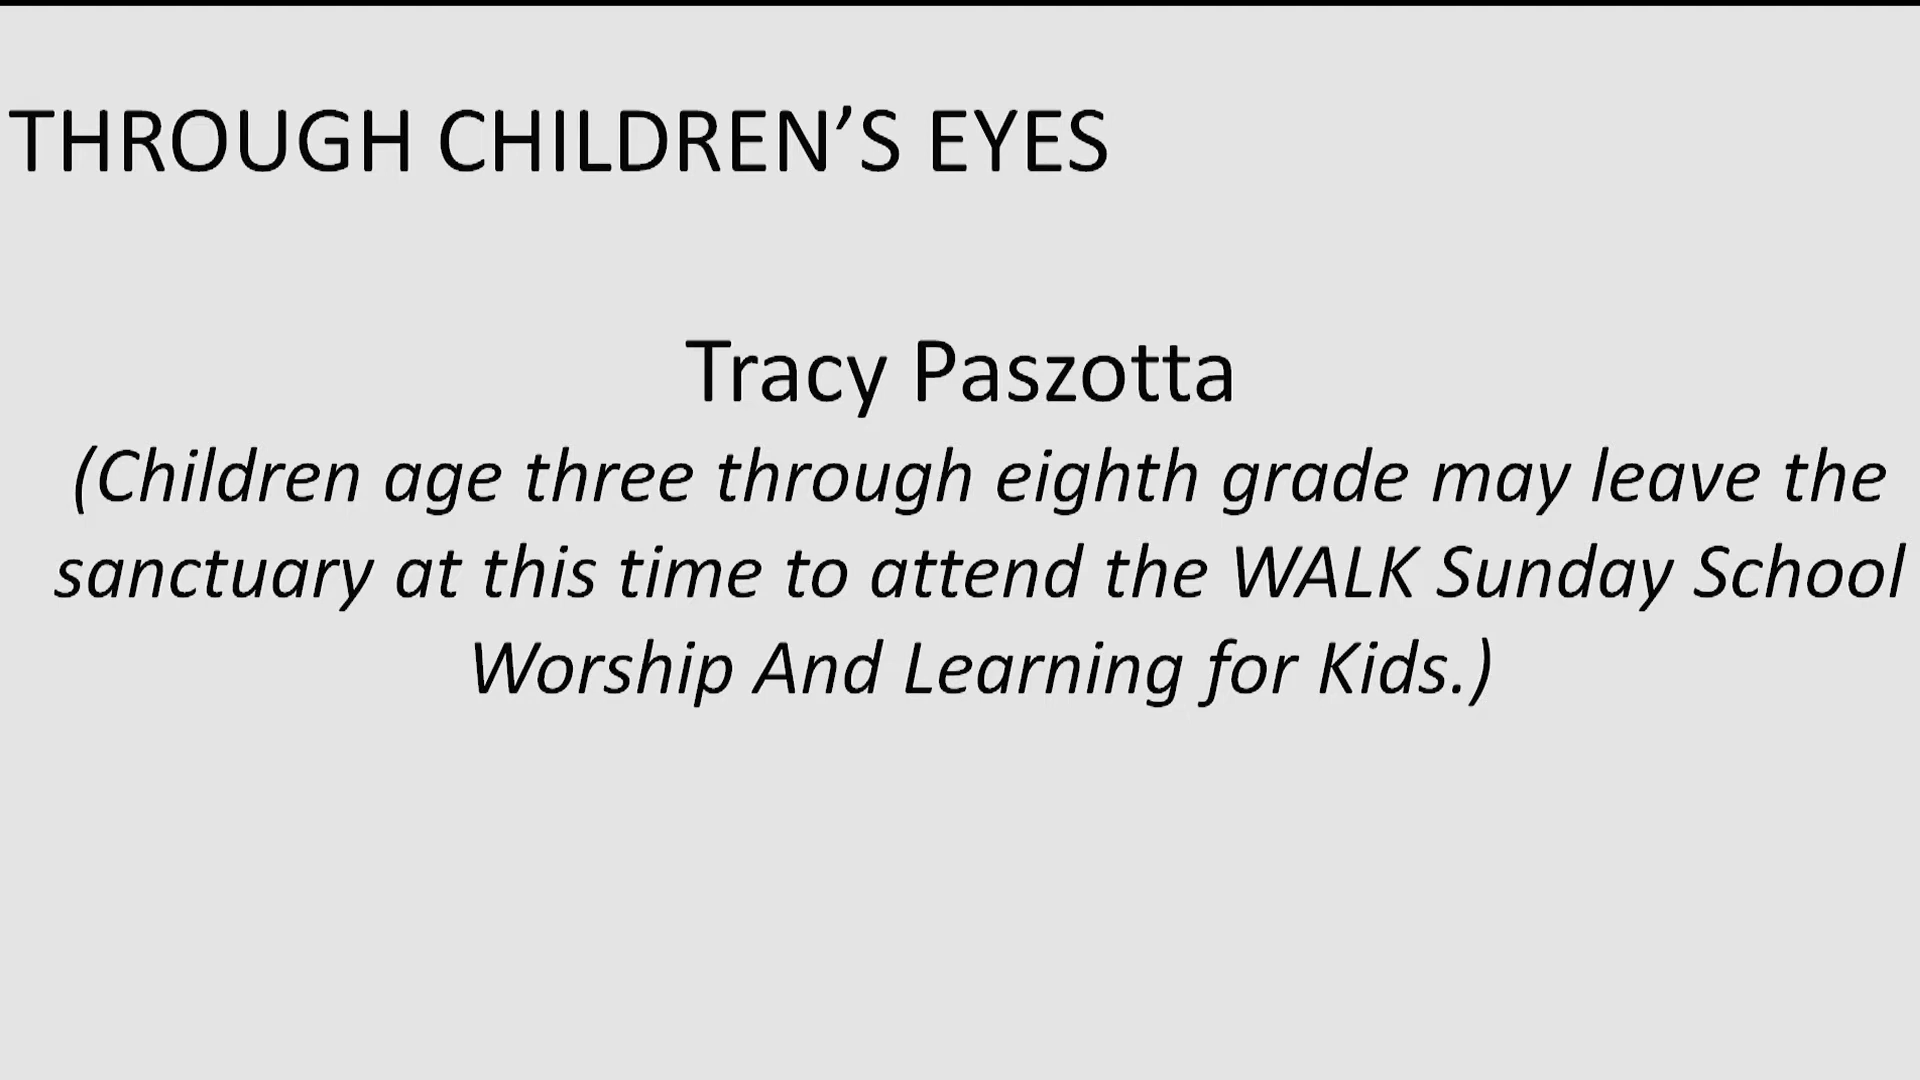 THROUGH CHILDREN’S EYES
Tracy Paszotta
(Children age three through eighth grade may leave the
sanctuary at this time to attend the WALK Sunday School
Worship And Learning for Kids.)